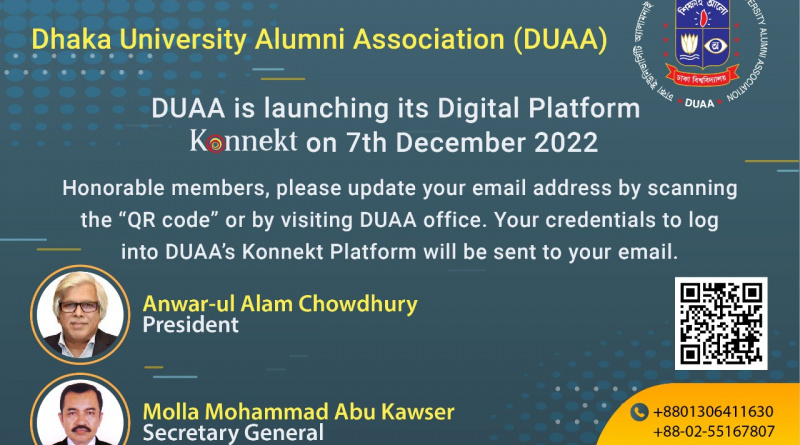 Dhaka University Alumni Association (DUAA)
শিক্ষাই আলো
ঢাকা বিশ্ববিদ্যালয়
DUAA
DUAA is launching its Digital Platform
Konnekt on 7th December 2022
Honorable members, please update your email address by scanning
the “QR code” or by visiting DUAA office. Your credentials to log
into DUAA’s Konnekt Platform will be sent to your email.
Anwar-ul Alam Chowdhury
President
Molla Mohammad Abu Kawser
Secretary General
+8801306411630
+88-02-55167807